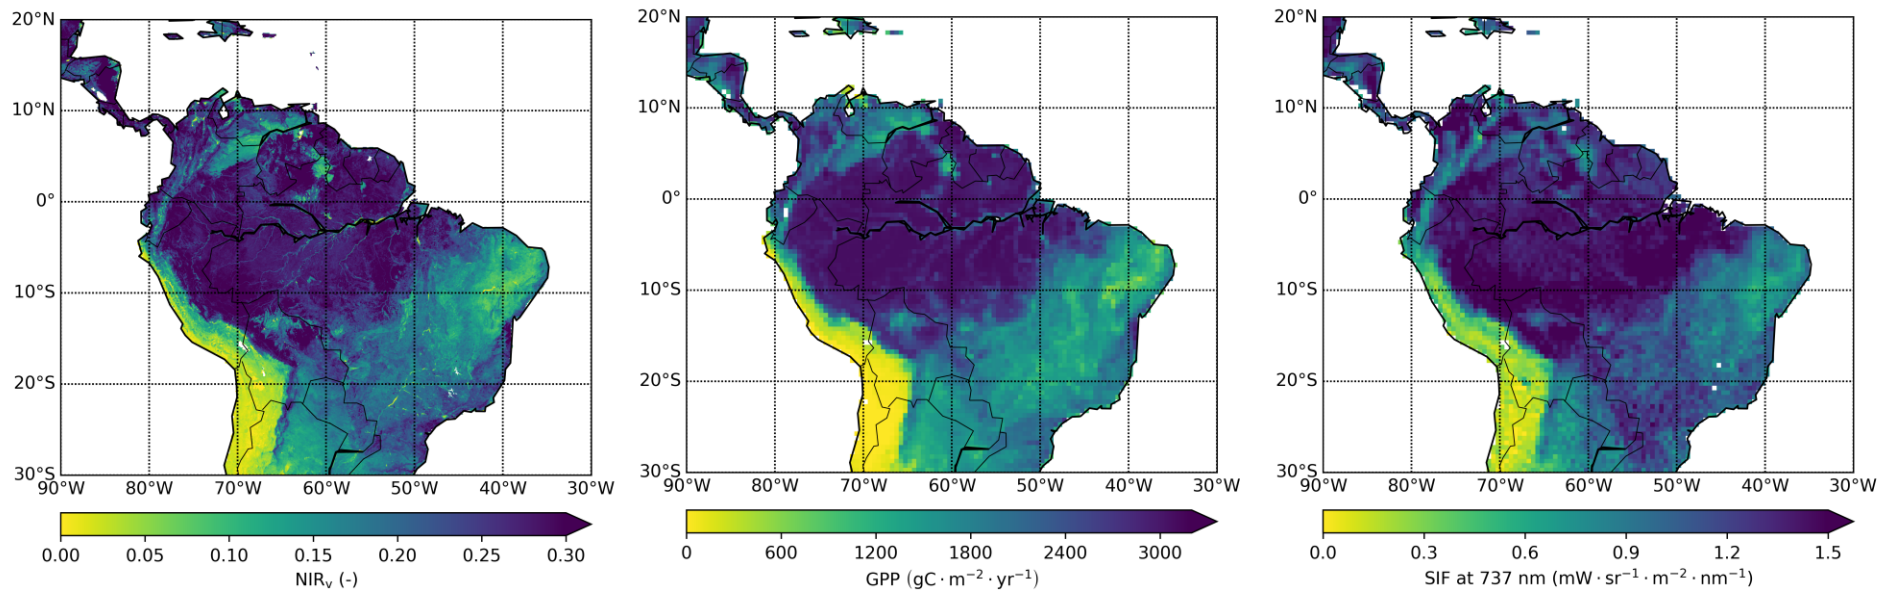 20°N
10°N
0°
10°S
20°S
30°S
90°W 80°W 70°W 60°W 50°W 40°W 30°W
0.00 0.05 0.10 0.15 0.20 0.25 0.30
NIRᵥ (-)
20°N
10°N
0°
10°S
20°S
30°S
90°W 80°W 70°W 60°W 50°W 40°W 30°W
0 600 1200 1800 2400 3000
GPP (gC · m⁻² · yr⁻¹)
20°N
10°N
0°
10°S
20°S
30°S
90°W 80°W 70°W 60°W 50°W 40°W 30°W
0.0 0.3 0.6 0.9 1.2 1.5
SIF at 737 nm (mW · sr⁻¹ · m⁻² · nm⁻¹)